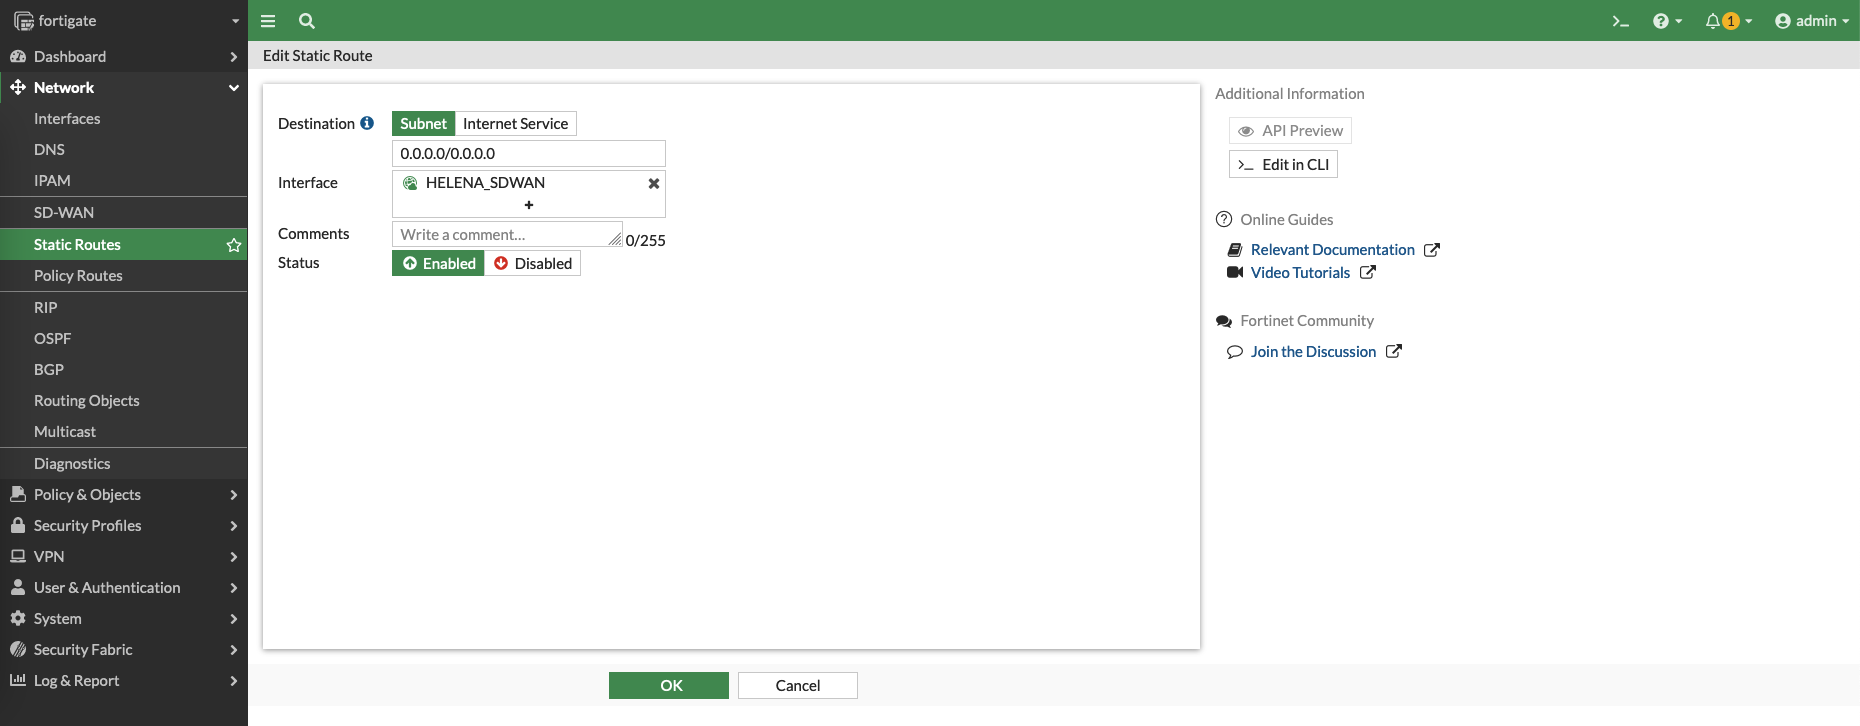 fortigate
1
admin
Dashboard
Network
Interfaces
DNS
IPAM
SD-WAN
Static Routes
Policy Routes
RIP
OSPF
BGP
Routing Objects
Multicast
Diagnostics
Policy & Objects
Security Profiles
VPN
User & Authentication
System
Security Fabric
Log & Report
Edit Static Route
Destination Subnet Internet Service
0.0.0.0/0.0.0.0
Interface HELENA_SDWAN
+
Comments Write a comment... 0/255
Status Enabled Disabled
OK Cancel
Additional Information
API Preview
>_ Edit in CLI
Online Guides
Relevant Documentation
Video Tutorials
Fortinet Community
Join the Discussion